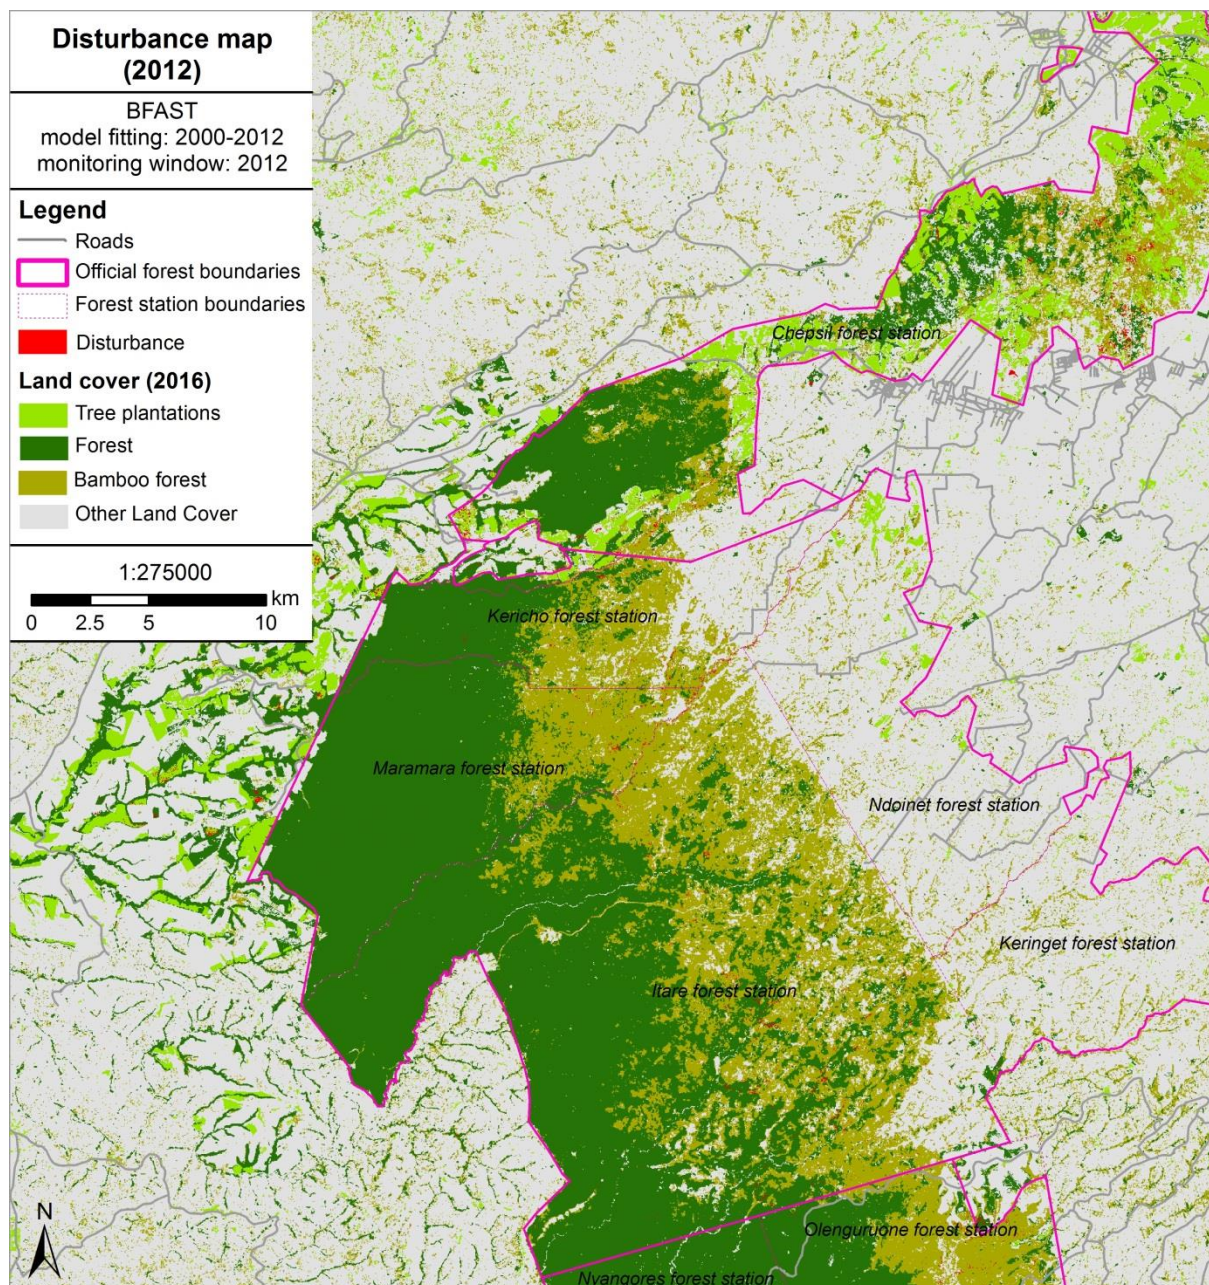 Disturbance map
(2012)
BFAST
model fitting: 2000-2012
monitoring window: 2012
Legend
Roads
Official forest boundaries
Forest station boundaries
Disturbance
Land cover (2016)
Tree plantations
Forest
Bamboo forest
Other Land Cover
1:275000
km
0 2.5 5 10
Chepsil forest station
Kericho forest station
Maramara forest station
Ndoinet forest station
Keringet forest station
Itare forest station
Olenguruone forest station
Nyangores forest station
N